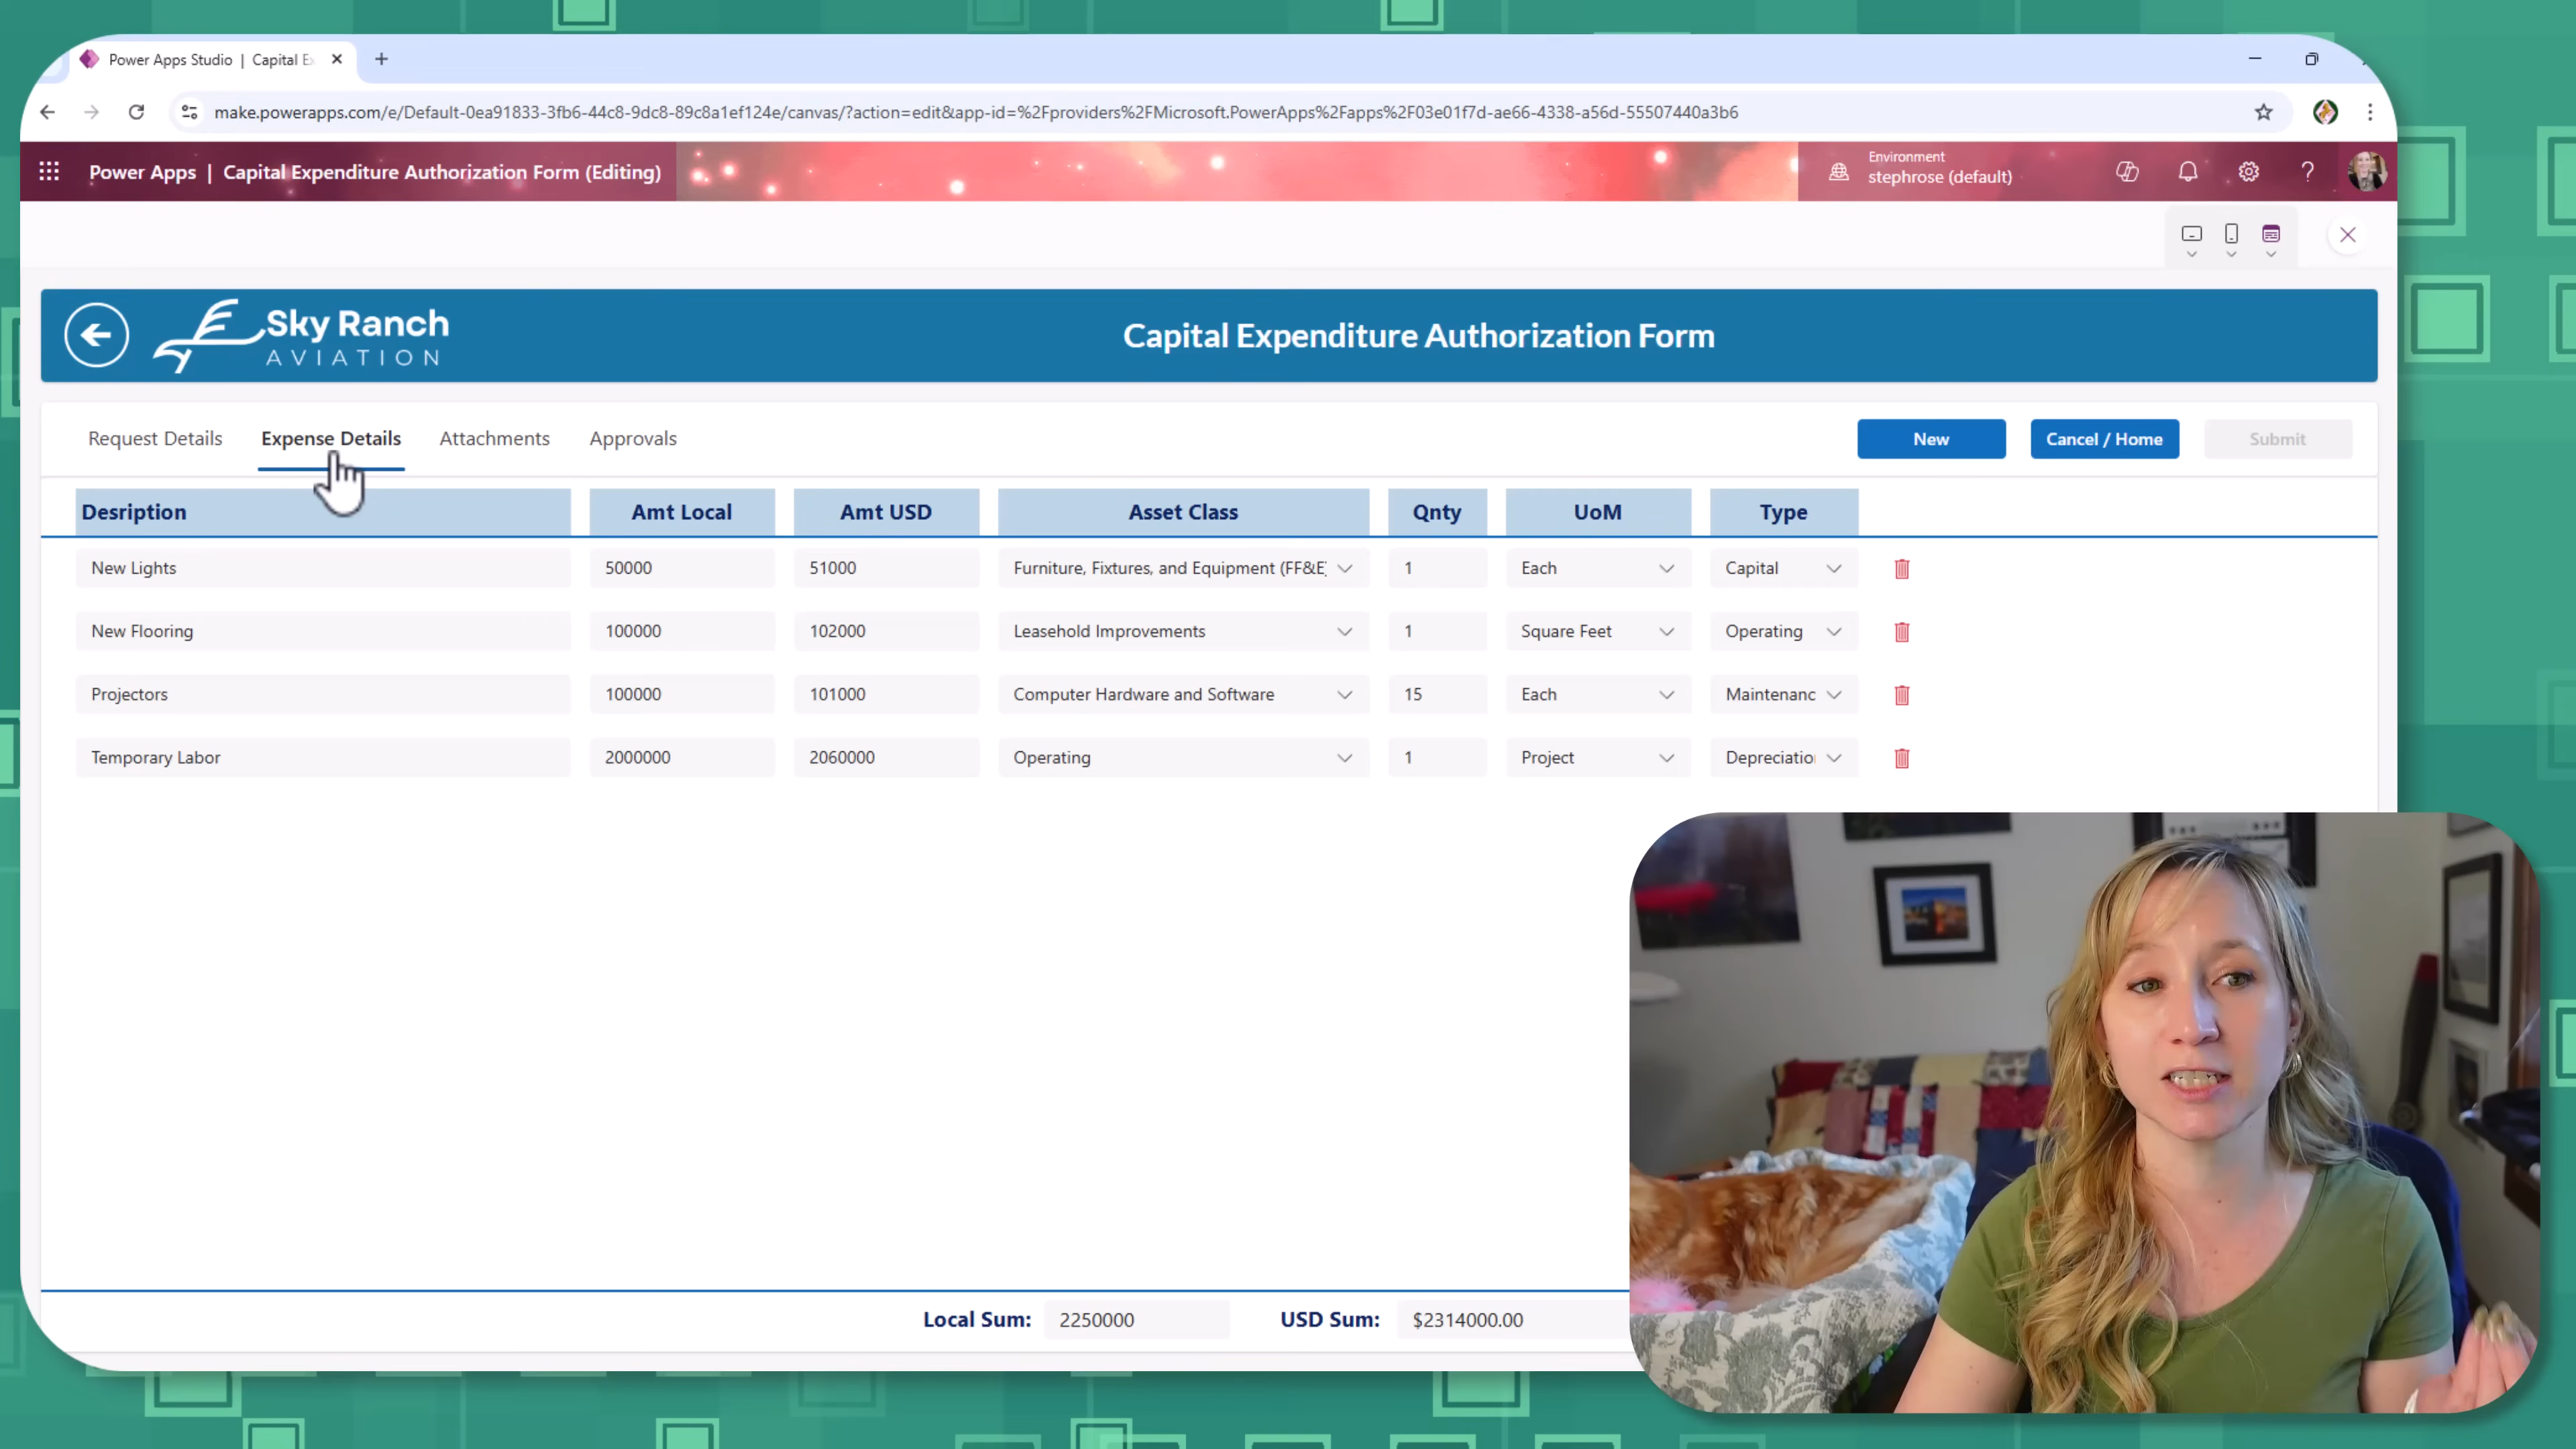 Power Apps Studio | Capital Ex
make.powerapps.com/e/Default-0ea91833-3fb6-44c8-9dc8-89c8a1ef124e/canvas/?action=edit&app-id=%2Fproviders%2FMicrosoft.PowerApps%2Fapps%2F03e01f7d-ae66-4338-a56d-55507440a3b6
Power Apps | Capital Expenditure Authorization Form (Editing)
Environment
stephrose (default)
Sky Ranch
AVIATION
Capital Expenditure Authorization Form
Request Details Expense Details Attachments Approvals New Cancel / Home Submit
Desription Amt Local Amt USD Asset Class Qnty UoM Type
New Lights 50000 51000 Furniture, Fixtures, and Equipment (FF&E) 1 Each Capital
New Flooring 100000 102000 Leasehold Improvements 1 Square Feet Operating
Projectors 100000 101000 Computer Hardware and Software 15 Each Maintenanc
Temporary Labor 2000000 2060000 Operating 1 Project Depreciatio
Local Sum: 2250000 USD Sum: $2314000.00